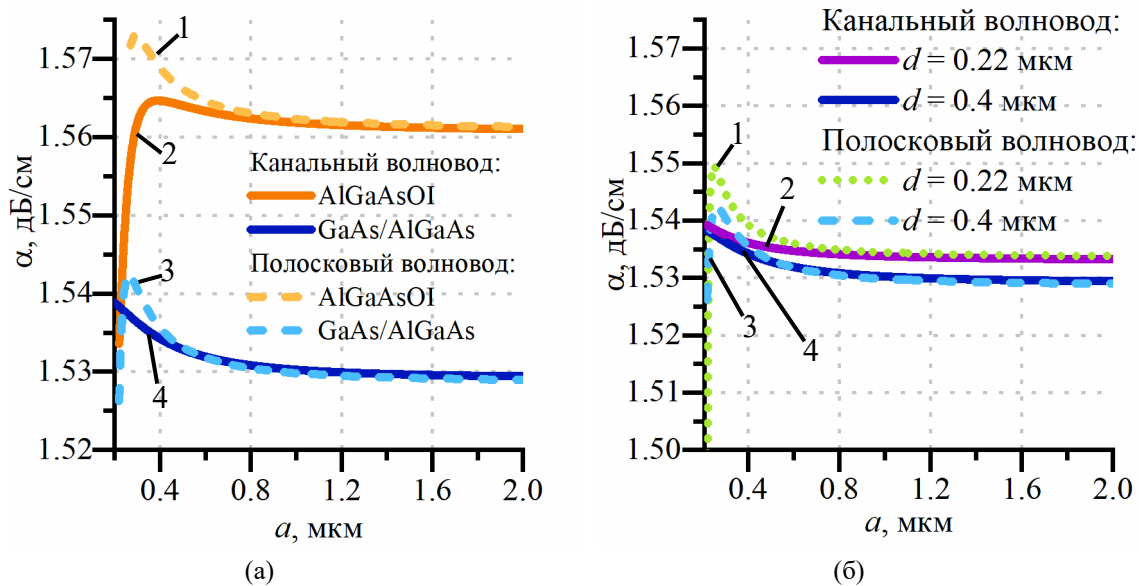 α, дБ/см
1.57
1.56
1.55
1.54
1.53
1.52
1
2
3
4
Канальный волновод:
AlGaAsOI
GaAs/AlGaAs
Полосковый волновод:
AlGaAsOI
GaAs/AlGaAs
0.4 0.8 1.2 1.6 2.0
a, мкм
(а)
α, дБ/см
1.57
1.56
1.55
1.54
1.53
1.52
1.51
1.50
Канальный волновод:
d = 0.22 мкм
d = 0.4 мкм
Полосковый волновод:
d = 0.22 мкм
d = 0.4 мкм
1
2
3
4
0.4 0.8 1.2 1.6 2.0
a, мкм
(б)